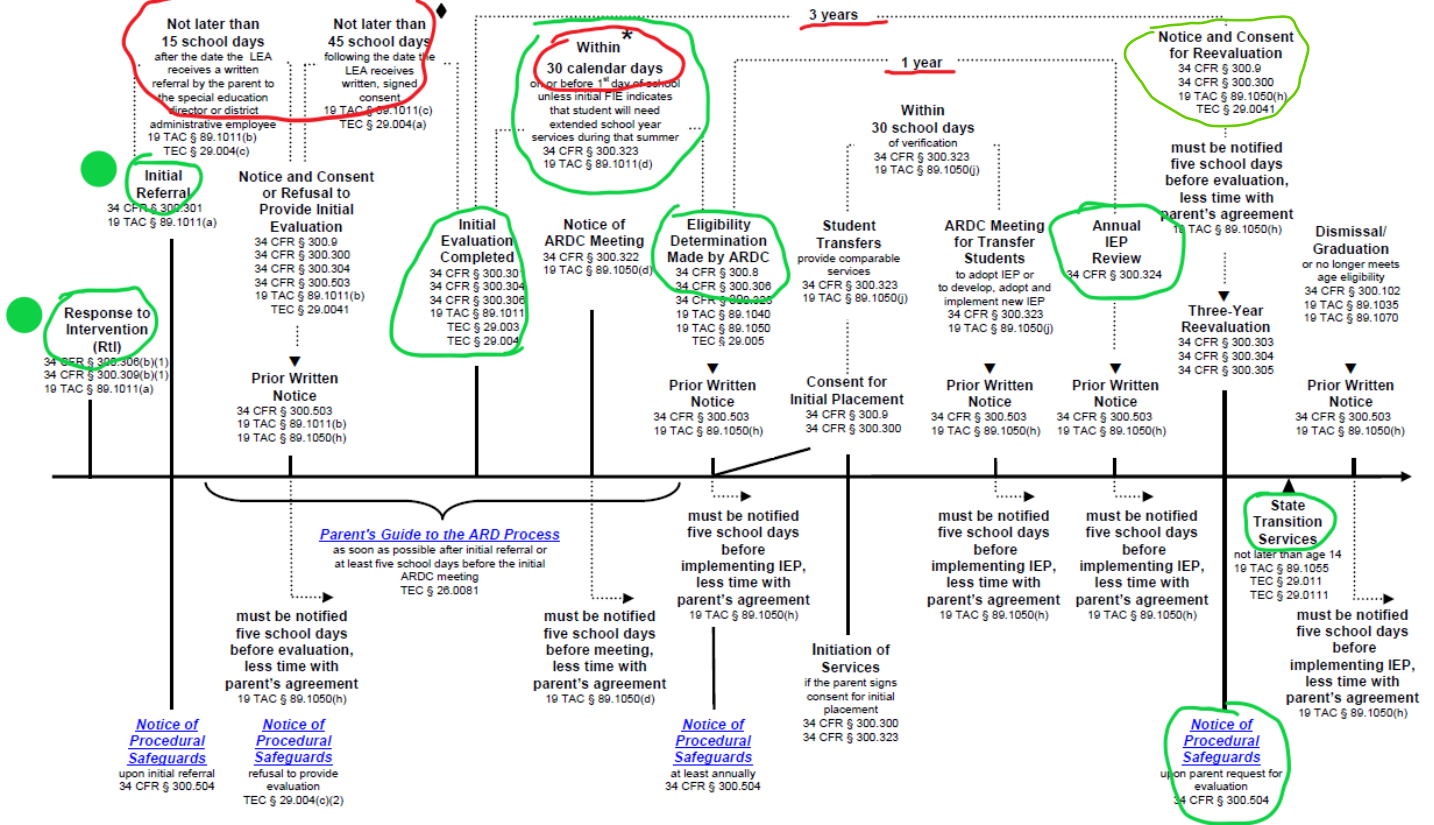 Not later than
15 school days
after the date the LEA
receives a written
referral by the parent to
the special education
director or district
administrative employee
19 TAC § 89.1011(b)
TEC § 29.004(c)
Not later than
45 school days
following the date the
LEA receives
written, signed
consent
19 TAC § 89.1011(c)
TEC § 29.004(a)
♦
Within *
30 calendar days
on or before 1st day of school
unless initial FIE indicates
that student will need
extended school year
services during that summer
34 CFR § 300.323
19 TAC § 89.1011(d)
3 years
1 year
Within
30 school days
of verification
34 CFR § 300.323
19 TAC § 89.1050(j)
Notice and Consent
for Reevaluation
34 CFR § 300.9
34 CFR § 300.300
19 TAC § 89.1050(h)
TEC § 29.0041
must be notified
five school days
before evaluation,
less time with
parent's agreement
19 TAC § 89.1050(h)
Response to
Intervention
(RtI)
34 CFR § 300.306(b)(1)
34 CFR § 300.309(b)(1)
19 TAC § 89.1011(a)
Initial
Referral
34 CFR § 300.301
19 TAC § 89.1011(a)
Notice and Consent
or Refusal to
Provide Initial
Evaluation
34 CFR § 300.9
34 CFR § 300.300
34 CFR § 300.304
34 CFR § 300.503
19 TAC § 89.1011(b)
TEC § 29.0041
Prior Written
Notice
34 CFR § 300.503
19 TAC § 89.1011(b)
19 TAC § 89.1050(h)
Initial
Evaluation
Completed
34 CFR § 300.301
34 CFR § 300.304
34 CFR § 300.306
19 TAC § 89.1011
TEC § 29.003
TEC § 29.004
Notice of
ARDC Meeting
34 CFR § 300.322
19 TAC § 89.1050(d)
Eligibility
Determination
Made by ARDC
34 CFR § 300.8
34 CFR § 300.306
34 CFR §
19 TAC § 89.1040
19 TAC § 89.1050
TEC § 29.005
Prior Written
Notice
34 CFR § 300.503
19 TAC § 89.1050(h)
Student
Transfers
provide comparable
services
34 CFR § 300.323
19 TAC § 89.1050(j)
Consent for
Initial Placement
34 CFR § 300.9
34 CFR § 300.300
ARDC Meeting
for Transfer
Students
to adopt IEP or
to develop, adopt and
implement new IEP
34 CFR § 300.323
19 TAC § 89.1050(j)
Prior Written
Notice
34 CFR § 300.503
19 TAC § 89.1050(h)
Annual
IEP
Review
34 CFR § 300.324
Prior Written
Notice
34 CFR § 300.503
19 TAC § 89.1050(h)
Three-Year
Reevaluation
34 CFR § 300.303
34 CFR § 300.304
34 CFR § 300.305
Dismissal/
Graduation
or no longer meets
age eligibility
34 CFR § 300.102
19 TAC § 89.1035
19 TAC § 89.1070
Prior Written
Notice
34 CFR § 300.503
19 TAC § 89.1050(h)
Parent's Guide to the ARD Process
as soon as possible after initial referral or
at least five school days before the initial
ARDC meeting
TEC § 26.0081
must be notified
five school days
before evaluation,
less time with
parent's agreement
19 TAC § 89.1050(h)
must be notified
five school days
before meeting,
less time with
parent's agreement
19 TAC § 89.1050(d)
must be notified
five school days
before
implementing IEP,
less time with
parent's agreement
19 TAC § 89.1050(h)
Initiation of
Services
if the parent signs
consent for initial
placement
34 CFR § 300.300
34 CFR § 300.323
must be notified
five school days
before
implementing IEP,
less time with
parent's agreement
19 TAC § 89.1050(h)
must be notified
five school days
before
implementing IEP,
less time with
parent's agreement
19 TAC § 89.1050(h)
State
Transition
Services
not later than age 14
19 TAC § 89.1055
TEC § 29.011
TEC § 29.0111
must be notified
five school days
before
implementing IEP,
less time with
parent's agreement
19 TAC § 89.1050(h)
Notice of
Procedural
Safeguards
upon initial referral
34 CFR § 300.504
Notice of
Procedural
Safeguards
refusal to provide
evaluation
TEC § 29.004(c)(2)
Notice of
Procedural
Safeguards
at least annually
34 CFR § 300.504
Notice of
Procedural
Safeguards
upon parent request for
evaluation
34 CFR § 300.504